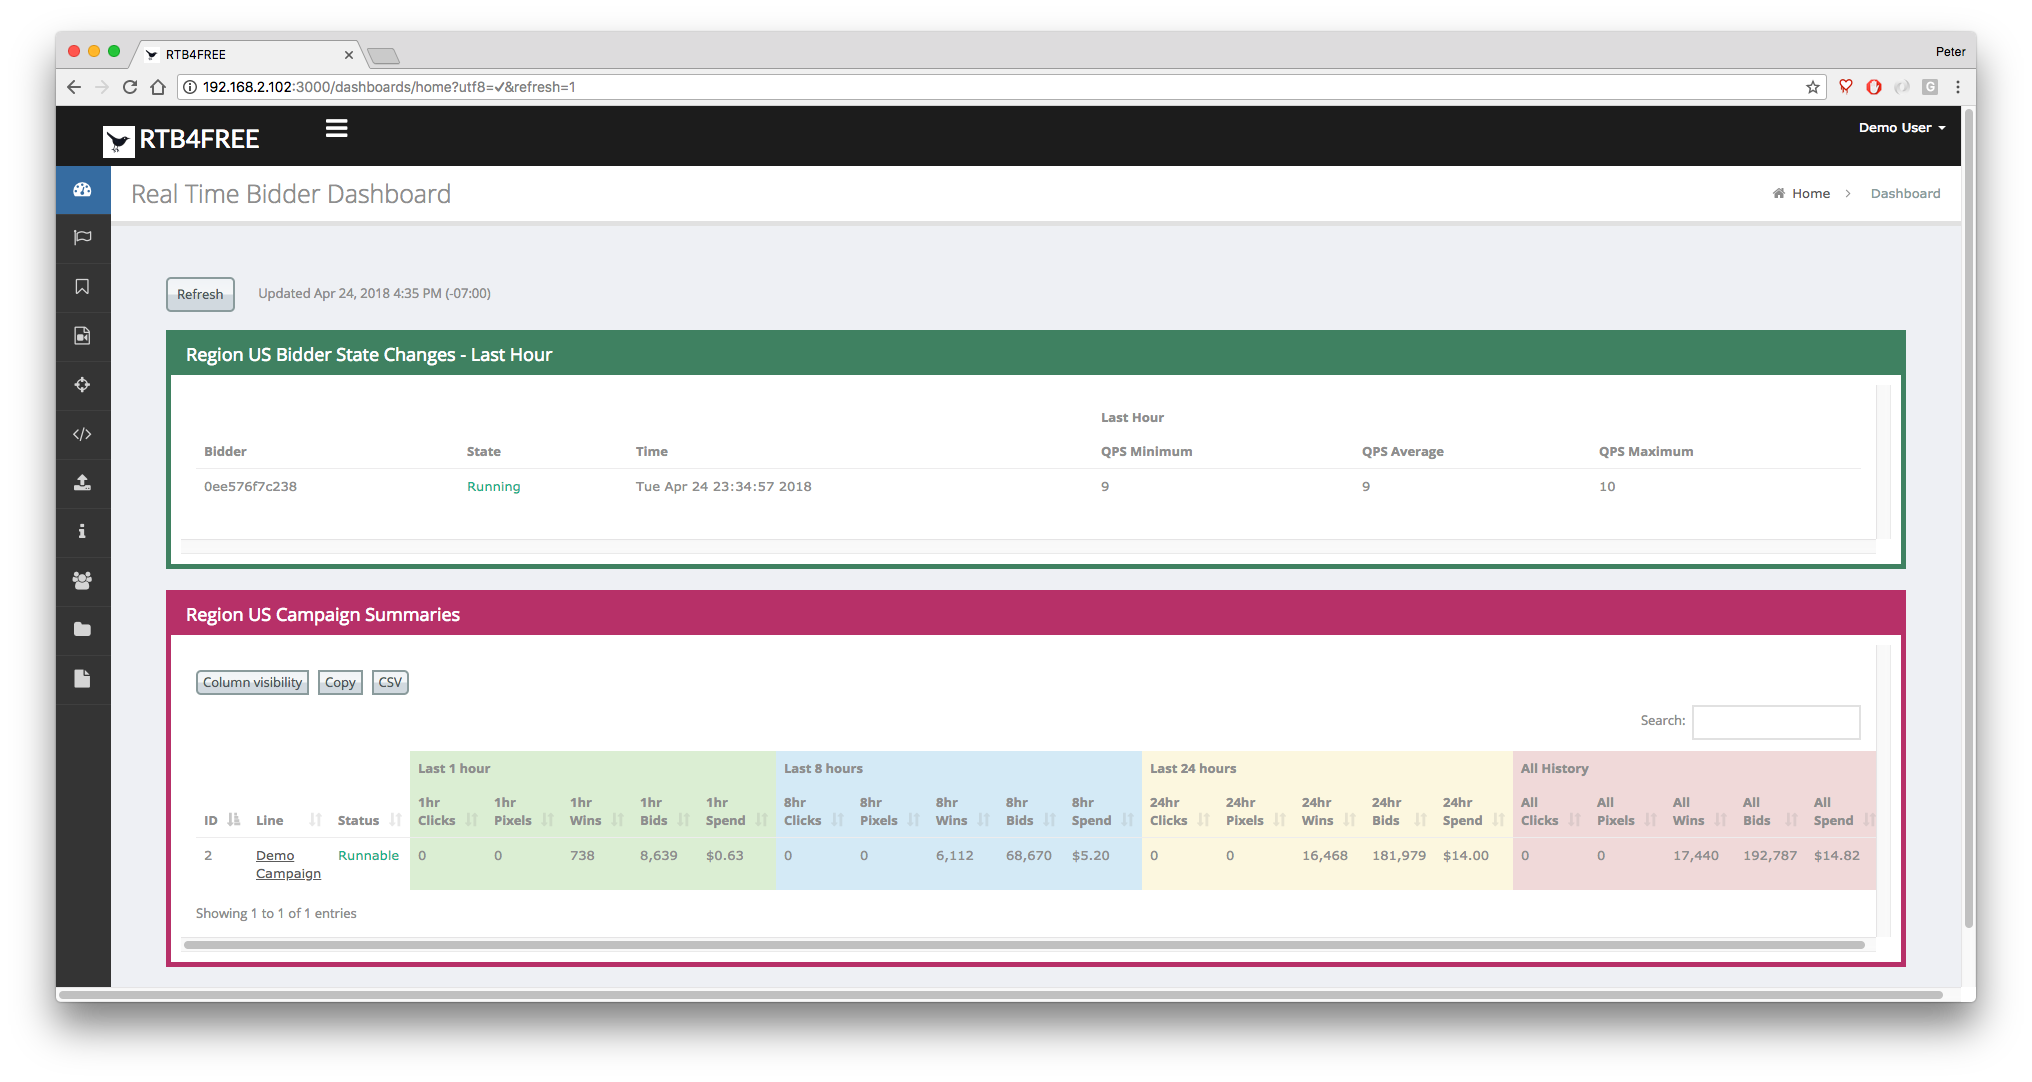 RTB4FREE
Peter
192.168.2.102:3000/dashboards/home?utf8=✓&refresh=1
G
RTB4FREE
Demo User
Real Time Bidder Dashboard
Home > Dashboard
Refresh
Updated Apr 24, 2018 4:35 PM (-07:00)
Region US Bidder State Changes - Last Hour
Last Hour
Bidder State Time QPS Minimum QPS Average QPS Maximum
0ee576f7c238 Running Tue Apr 24 23:34:57 2018 9 9 10
Region US Campaign Summaries
Column visibility Copy CSV
Search:
Last 1 hour Last 8 hours Last 24 hours All History
1hr 1hr 1hr 1hr 1hr 8hr 8hr 8hr 8hr 8hr 24hr 24hr 24hr 24hr 24hr All All All All All
ID Line Status Clicks Pixels Wins Bids Spend Clicks Pixels Wins Bids Spend Clicks Pixels Wins Bids Spend Clicks Pixels Wins Bids Spend
2 Demo Runnable 0 0 738 8,639 $0.63 0 0 6,112 68,670 $5.20 0 0 16,468 181,979 $14.00 0 0 17,440 192,787 $14.82
Campaign
Showing 1 to 1 of 1 entries